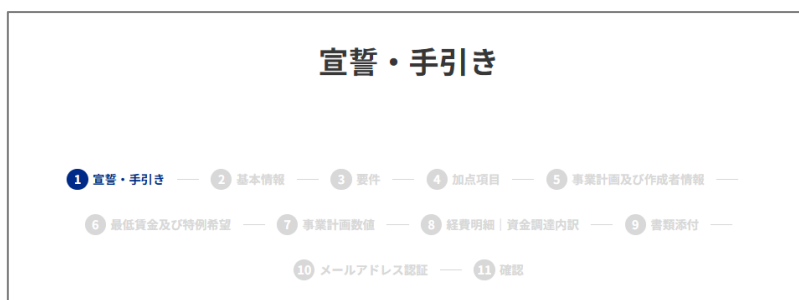 宣誓・手引き
1 宣誓・手引き — 2 基本情報 — 3 要件 — 4 加点項目 — 5 事業計画及び作成者情報 —
6 最低賃金及び特例希望 — 7 事業計画数値 — 8 経費明細｜資金調達内訳 — 9 書類添付 —
10 メールアドレス認証 — 11 確認